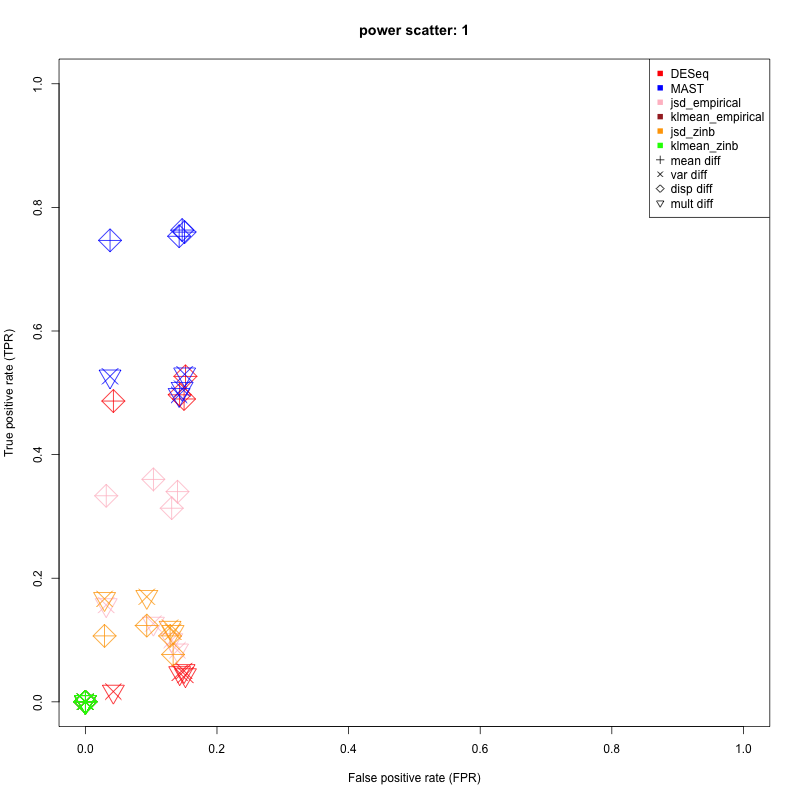 power scatter: 1
1.0
0.8
0.6
0.4
0.2
0.0
True positive rate (TPR)
DESeq
MAST
jsd_empirical
klmean_empirical
jsd_zinb
klmean_zinb
mean diff
var diff
disp diff
mult diff
0.0 0.2 0.4 0.6 0.8 1.0
False positive rate (FPR)